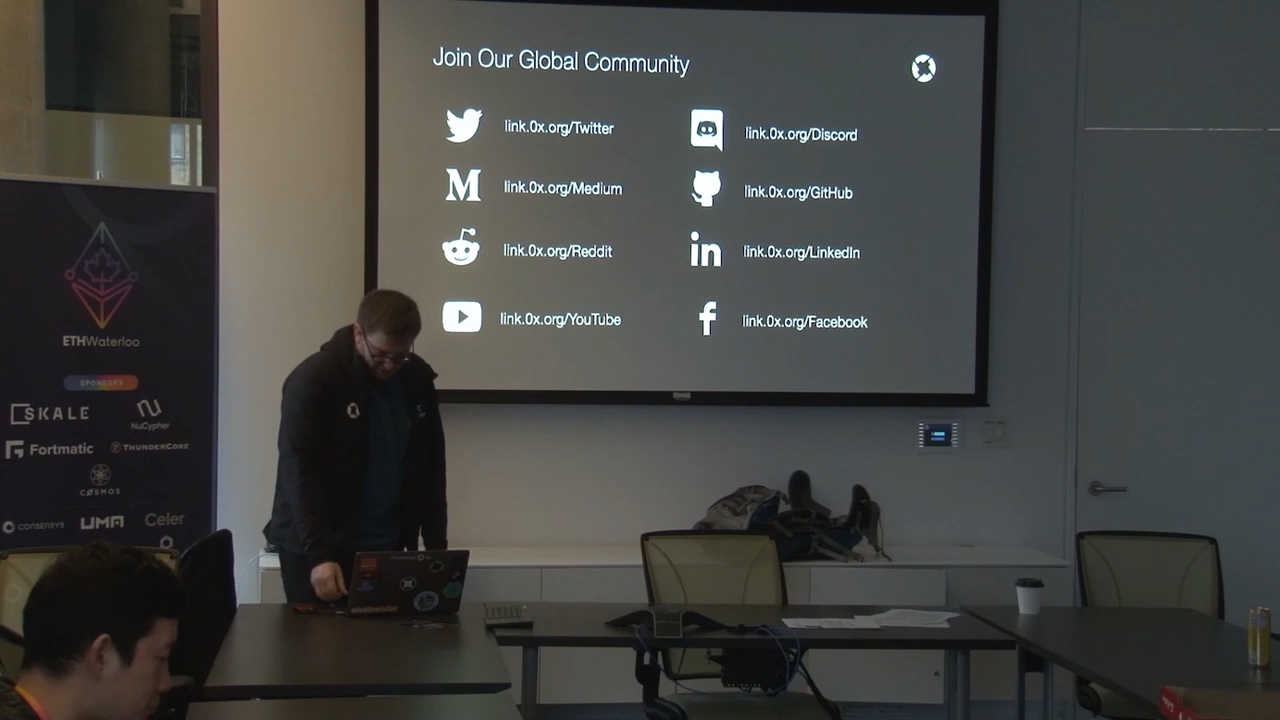 Join Our Global Community
link.0x.org/Twitter
link.0x.org/Discord
link.0x.org/Medium
link.0x.org/GitHub
link.0x.org/Reddit
link.0x.org/LinkedIn
link.0x.org/YouTube
link.0x.org/Facebook
ETHWaterloo
SPONSORS
SKALE
NuCypher
Fortmatic
THUNDERCORE
COSMOS
CONSENSYS
UMA
Celer